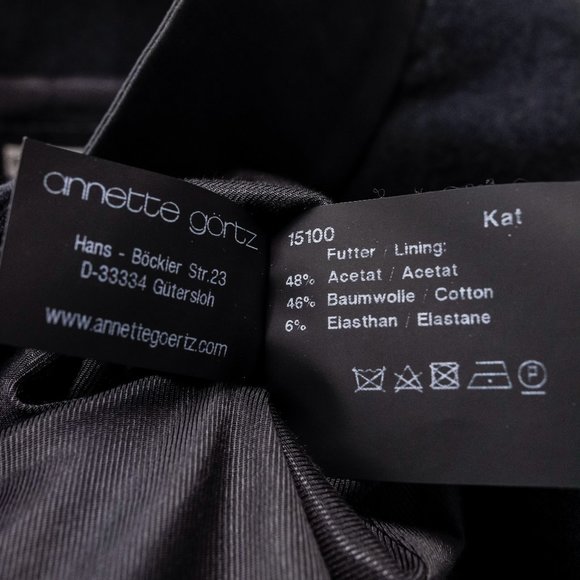 annette görtz
Hans - Böckler Str.23
D-33334 Gütersloh
www.annettegoertz.com
15100 Kat
Futter / Lining:
48% Acetat / Acetat
46% Baumwolle / Cotton
6% Elasthan / Elastane